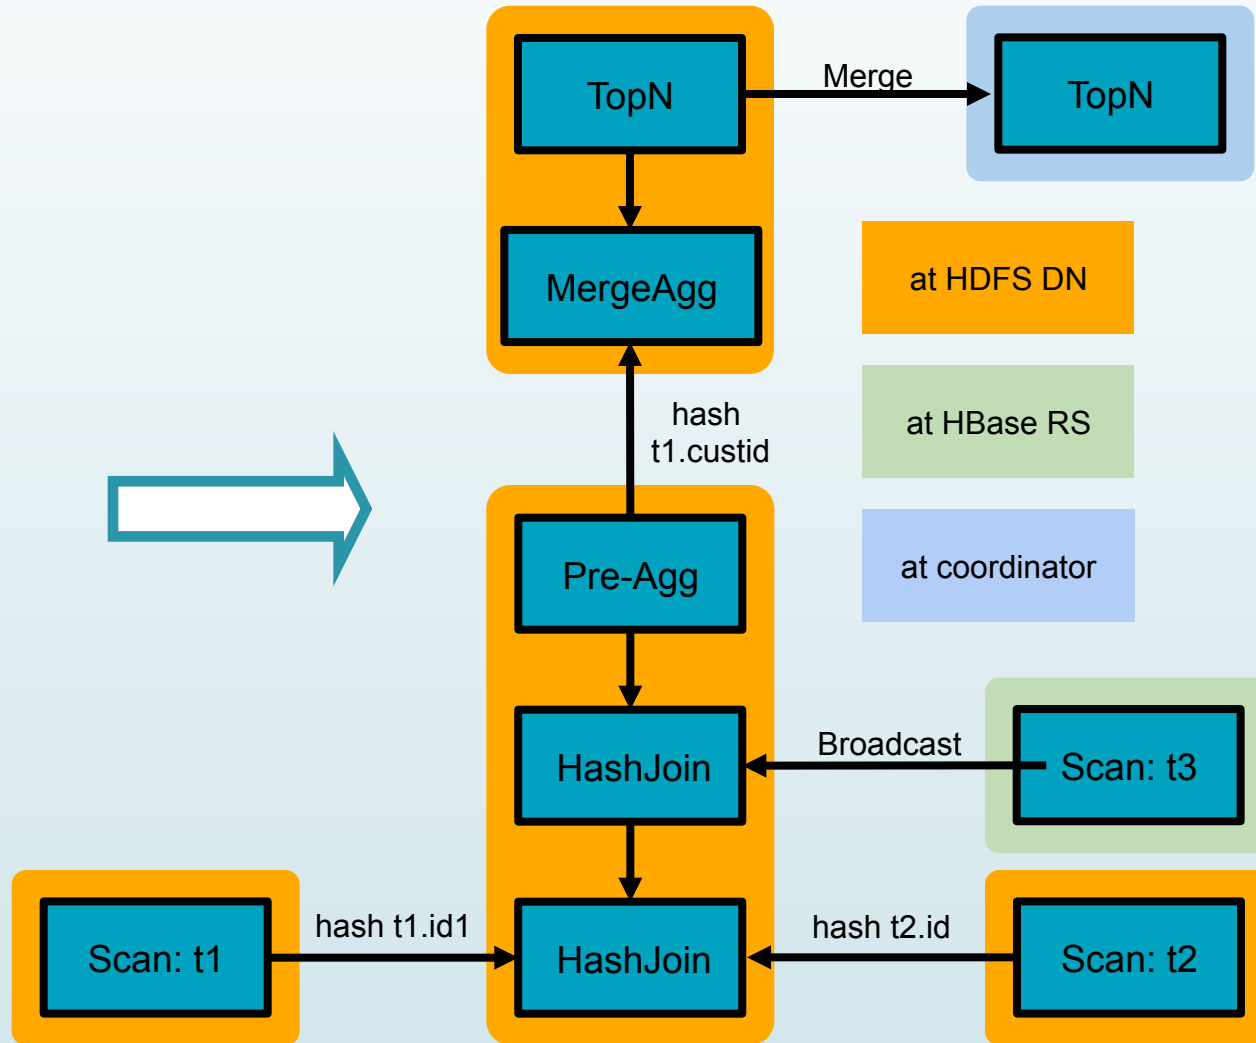 TopN
Merge
TopN
MergeAgg
at HDFS DN
hash
t1.custid
at HBase RS
Pre-Agg
at coordinator
HashJoin
Broadcast
Scan: t3
Scan: t1
hash t1.id1
HashJoin
hash t2.id
Scan: t2